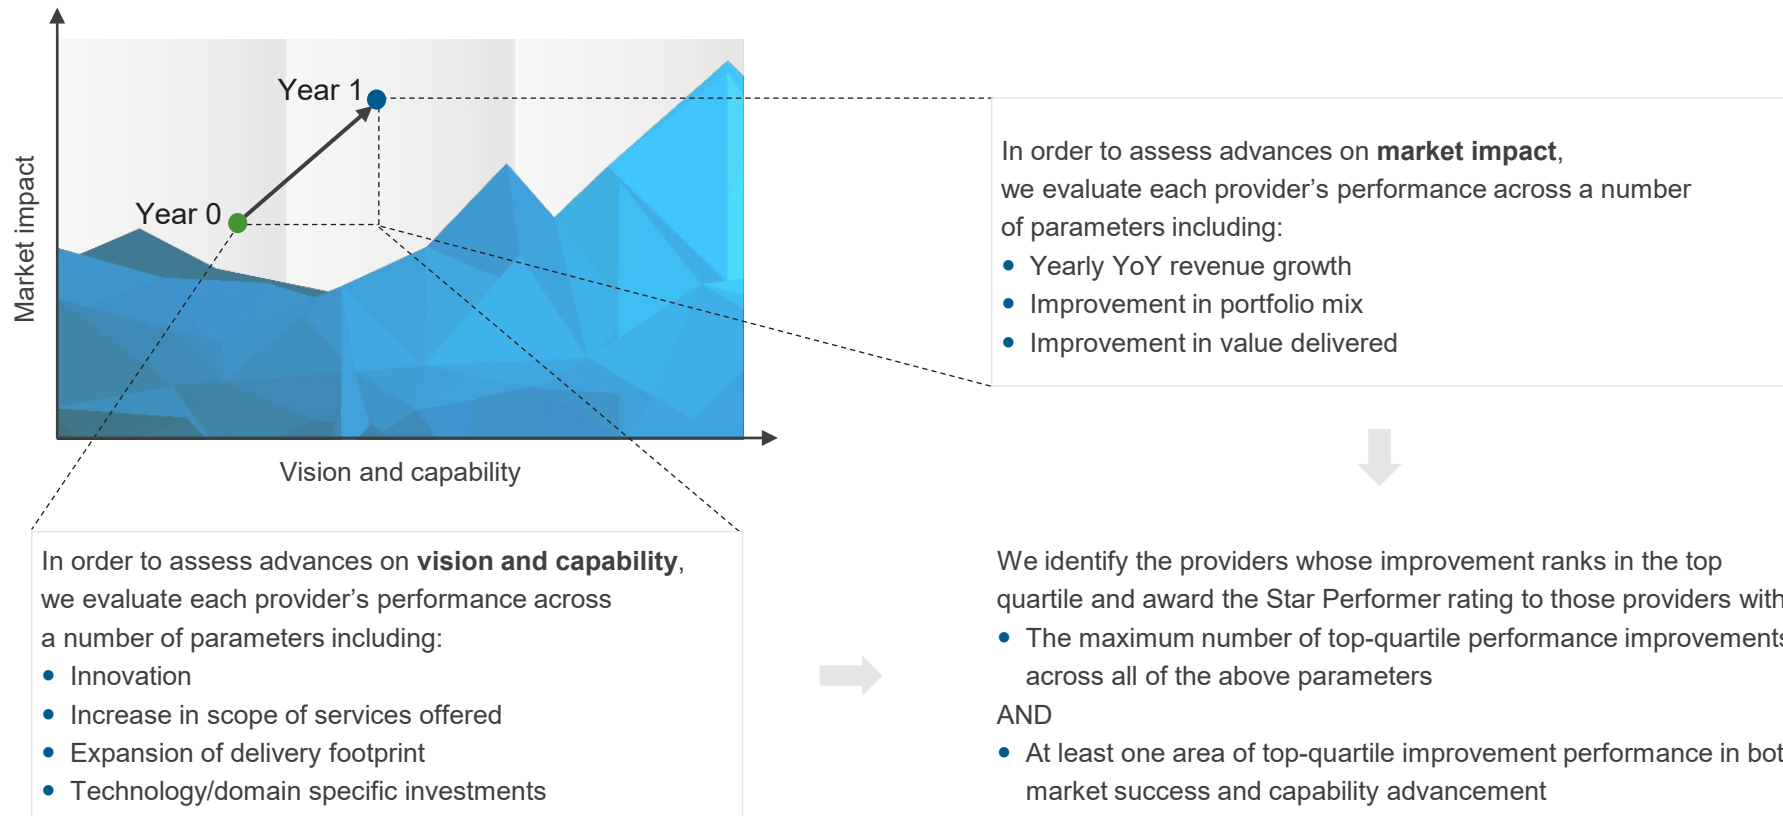 Year 1
Year 0
Market impact
Vision and capability
In order to assess advances on market impact,
we evaluate each provider’s performance across a number
of parameters including:
• Yearly YoY revenue growth
• Improvement in portfolio mix
• Improvement in value delivered
In order to assess advances on vision and capability,
we evaluate each provider’s performance across
a number of parameters including:
• Innovation
• Increase in scope of services offered
• Expansion of delivery footprint
• Technology/domain specific investments
We identify the providers whose improvement ranks in the top
quartile and award the Star Performer rating to those providers with
• The maximum number of top-quartile performance improvements
across all of the above parameters
AND
• At least one area of top-quartile improvement performance in
market success and capability advancement